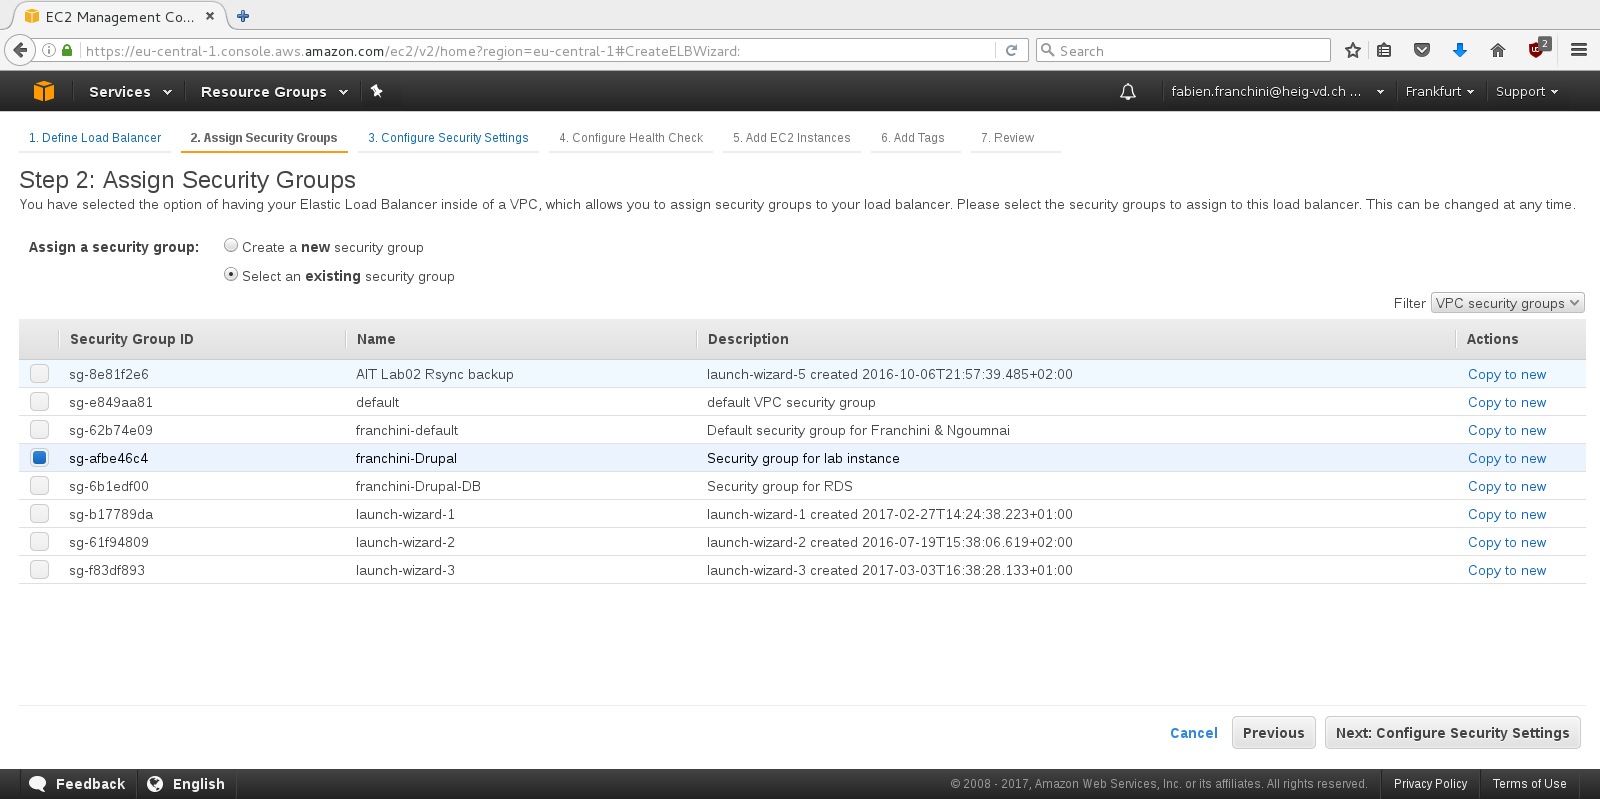 EC2 Management Co...
https://eu-central-1.console.aws.amazon.com/ec2/v2/home?region=eu-central-1#CreateELBWizard:
Search
2
Services
Resource Groups
fabien.franchini@heig-vd.ch ...
Frankfurt
Support
1. Define Load Balancer
2. Assign Security Groups
3. Configure Security Settings
4. Configure Health Check
5. Add EC2 Instances
6. Add Tags
7. Review
Step 2: Assign Security Groups
You have selected the option of having your Elastic Load Balancer inside of a VPC, which allows you to assign security groups to your load balancer. Please select the security groups to assign to this load balancer. This can be changed at any time.
Assign a security group:
Create a new security group
Select an existing security group
Filter VPC security groups
Security Group ID Name Description Actions
sg-8e81f2e6 AIT Lab02 Rsync backup launch-wizard-5 created 2016-10-06T21:57:39.485+02:00 Copy to new
sg-e849aa81 default default VPC security group Copy to new
sg-62b74e09 franchini-default Default security group for Franchini & Ngoumnai Copy to new
sg-afbe46c4 franchini-Drupal Security group for lab instance Copy to new
sg-6b1edf00 franchini-Drupal-DB Security group for RDS Copy to new
sg-b17789da launch-wizard-1 launch-wizard-1 created 2017-02-27T14:24:38.223+01:00 Copy to new
sg-61f94809 launch-wizard-2 launch-wizard-2 created 2016-07-19T15:38:06.619+02:00 Copy to new
sg-f83df893 launch-wizard-3 launch-wizard-3 created 2017-03-03T16:38:28.133+01:00 Copy to new
Cancel
Previous
Next: Configure Security Settings
Feedback
English
© 2008 - 2017, Amazon Web Services, Inc. or its affiliates. All rights reserved.
Privacy Policy
Terms of Use